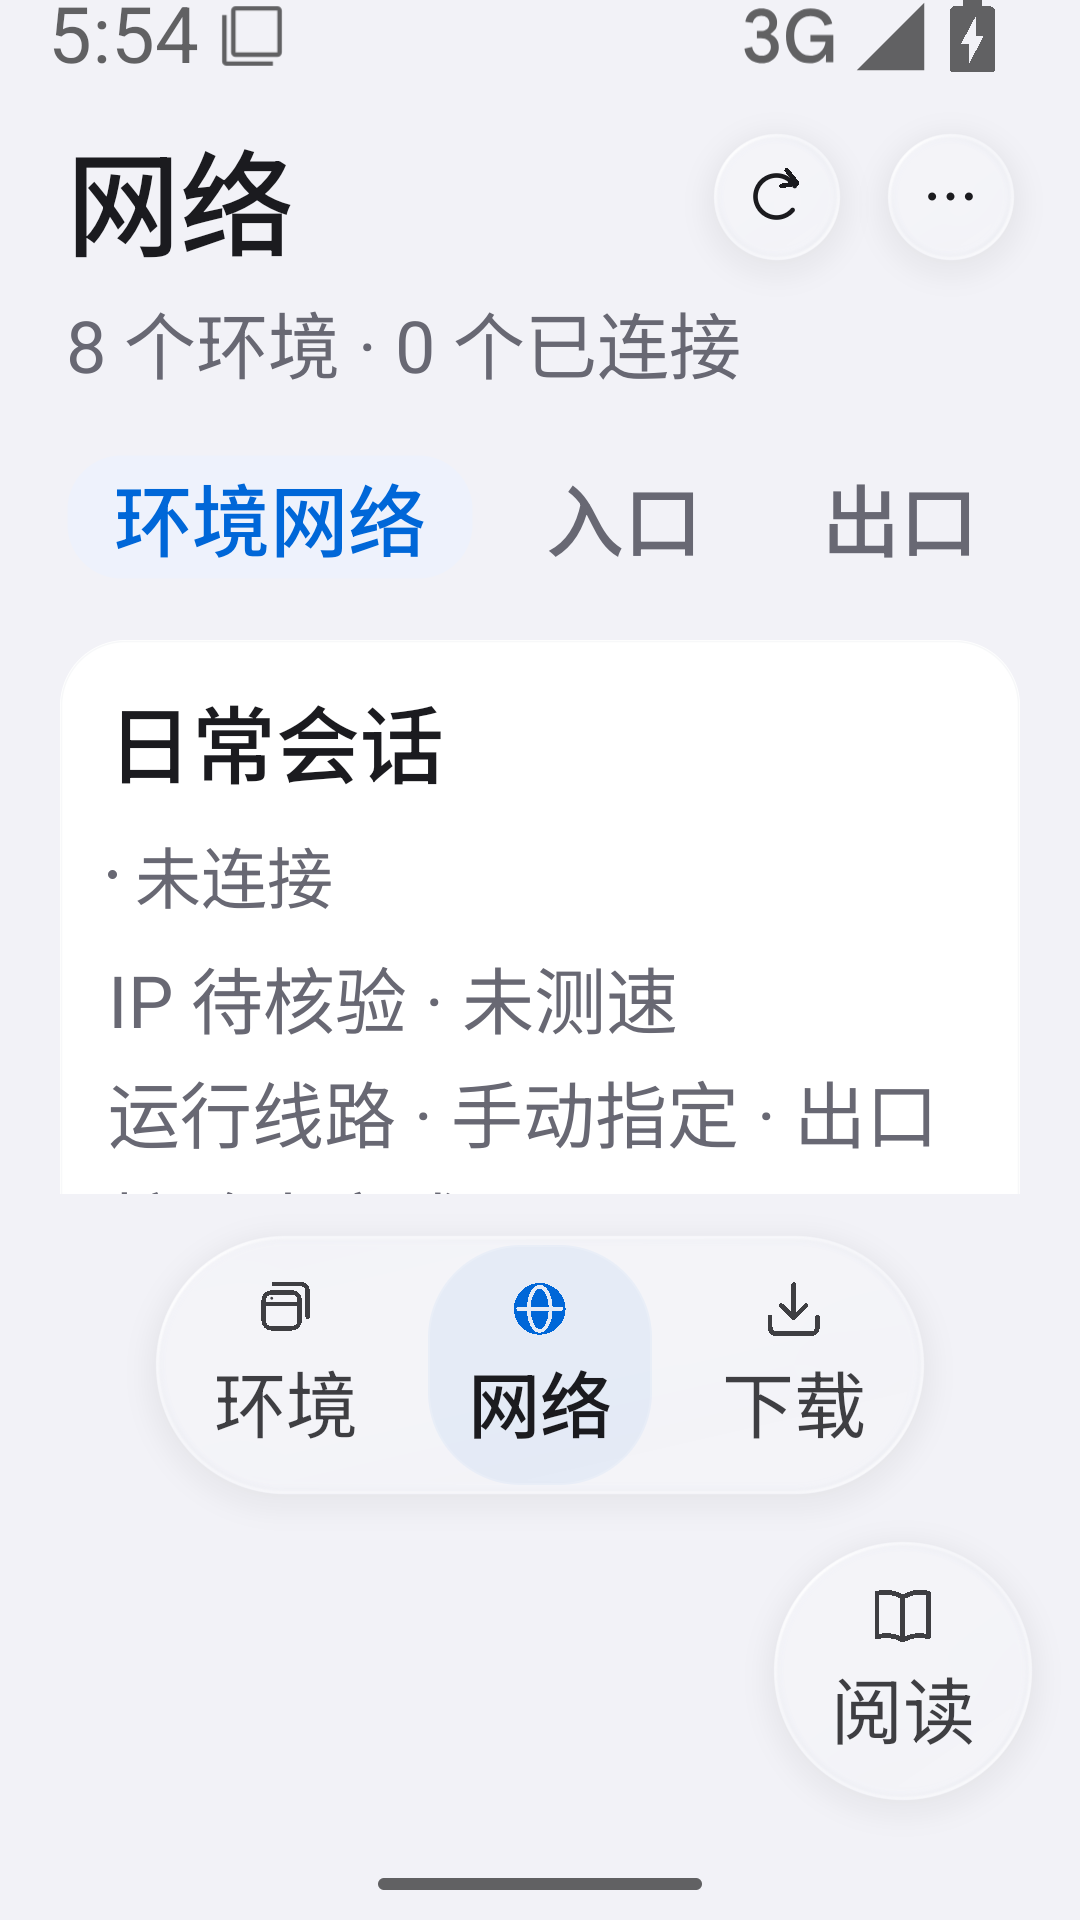 5:54 3G
网络
8 个环境 · 0 个已连接
环境网络 入口 出口
日常会话
· 未连接
IP 待核验 · 未测速
运行线路 · 手动指定 · 出口
环境 网络 下载
阅读